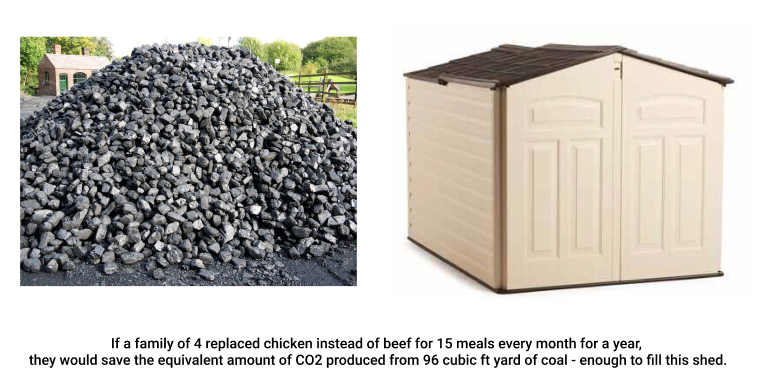 If a family of 4 replaced chicken instead of beef for 15 meals every month for a year,
they would save the equivalent amount of CO2 produced from 96 cubic ft yard of coal - enough to fill this shed.